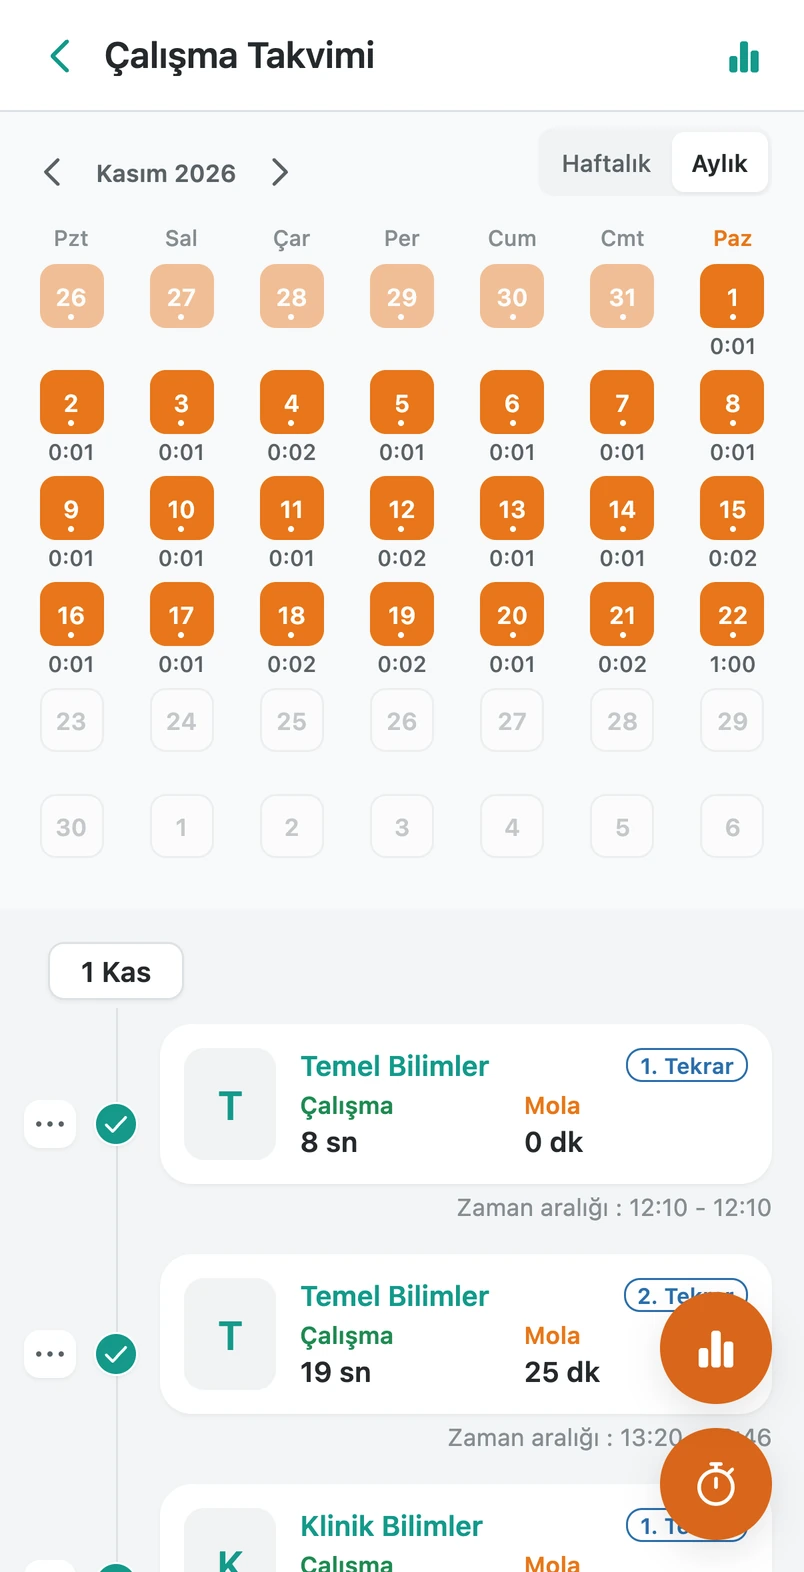 Çalışma Takvimi
Kasım 2026
Haftalık Aylık
Pzt Sal Çar Per Cum Cmt Paz
26 27 28 29 30 31 1
0:01
2 3 4 5 6 7 8
0:01 0:01 0:02 0:01 0:01 0:01 0:01
9 10 11 12 13 14 15
0:01 0:01 0:01 0:02 0:01 0:01 0:02
16 17 18 19 20 21 22
0:01 0:01 0:02 0:02 0:01 0:02 1:00
23 24 25 26 27 28 29
30 1 2 3 4 5 6
1 Kas
T
Temel Bilimler
1. Tekrar
Çalışma Mola
8 sn 0 dk
Zaman aralığı : 12:10 - 12:10
T
Temel Bilimler
2. Tekrar
Çalışma Mola
19 sn 25 dk
Zaman aralığı : 13:20 46
K
Klinik Bilimler
1.
Çalışma Mola